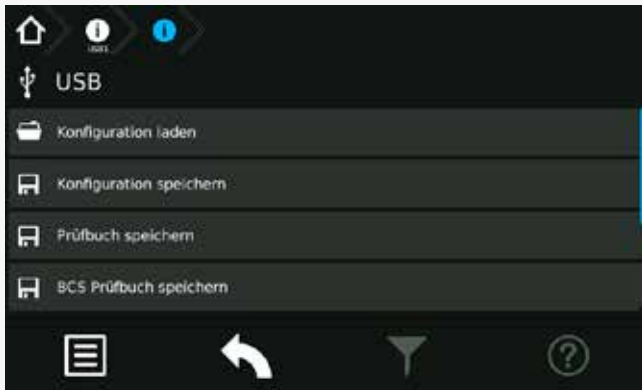 USB
Konfiguration laden
Konfiguration speichern
Prüfbuch speichern
BCS Prüfbuch speichern